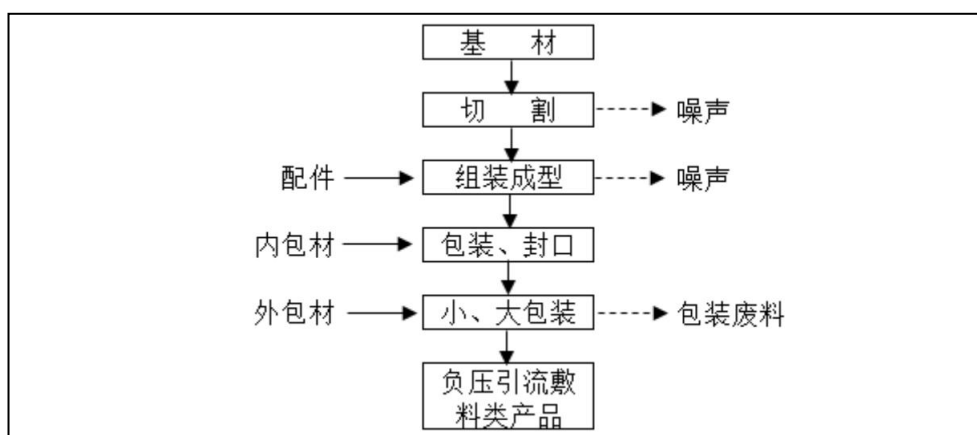 基 材
切 割
噪声
配件
组装成型
噪声
内包材
包装、封口
外包材
小、大包装
包装废料
负压引流敷
料类产品